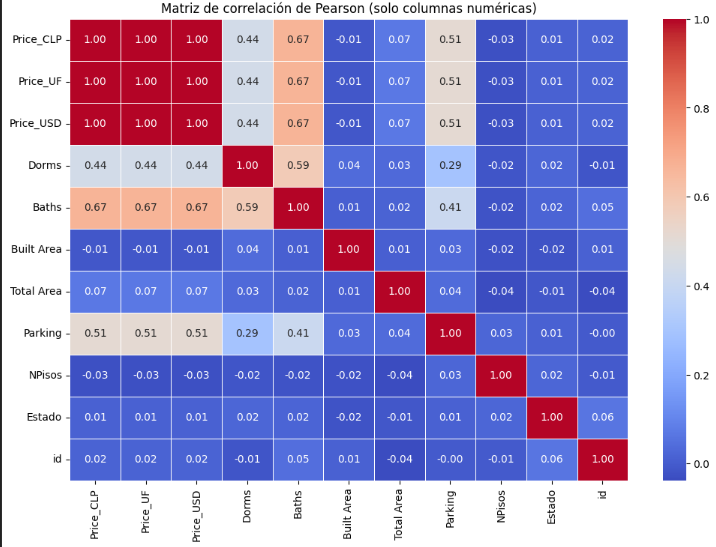 Matriz de correlación de Pearson (solo columnas numéricas)
Price_CLP 1.00 1.00 1.00 0.44 0.67 -0.01 0.07 0.51 -0.03 0.01 0.02
Price_UF 1.00 1.00 1.00 0.44 0.67 -0.01 0.07 0.51 -0.03 0.01 0.02
Price_USD 1.00 1.00 1.00 0.44 0.67 -0.01 0.07 0.51 -0.03 0.01 0.02
Dorms 0.44 0.44 0.44 1.00 0.59 0.04 0.03 0.29 -0.02 0.02 -0.01
Baths 0.67 0.67 0.67 0.59 1.00 0.01 0.02 0.41 -0.02 0.02 0.05
Built Area -0.01 -0.01 -0.01 0.04 0.01 1.00 0.01 0.03 -0.02 -0.02 0.01
Total Area 0.07 0.07 0.07 0.03 0.02 0.01 1.00 0.04 -0.04 -0.01 -0.04
Parking 0.51 0.51 0.51 0.29 0.41 0.03 0.04 1.00 0.03 0.01 -0.00
NPisos -0.03 -0.03 -0.03 -0.02 -0.02 -0.02 -0.04 0.03 1.00 0.02 -0.01
Estado 0.01 0.01 0.01 0.02 0.02 -0.02 -0.01 0.01 0.02 1.00 0.06
id 0.02 0.02 0.02 -0.01 0.05 0.01 -0.04 -0.00 -0.01 0.06 1.00
Price_CLP
Price_UF
Price_USD
Dorms
Baths
Built Area
Total Area
Parking
NPisos
Estado
id
1.0
0.8
0.6
0.4
0.2
0.0